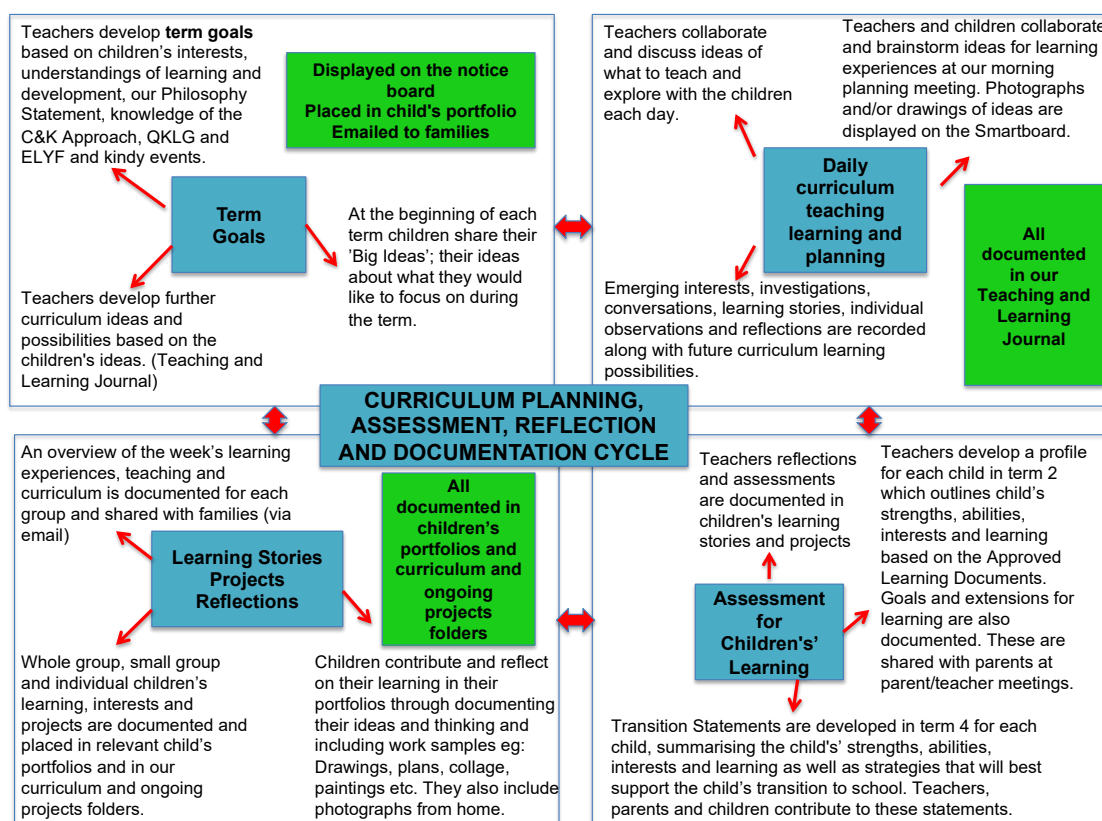 Teachers develop term goals
based on children’s interests,
understandings of learning and
development, our Philosophy
Statement, knowledge of the
C&K Approach, QKLG and
ELYF and kindy events.
Displayed on the notice
board
Placed in child's portfolio
Emailed to families
Term
Goals
At the beginning of each
term children share their
’Big Ideas’; their ideas
about what they would
like to focus on during
the term.
Teachers develop further
curriculum ideas and
possibilities based on the
children's ideas. (Teaching and
Learning Journal)
Teachers collaborate
and discuss ideas of
what to teach and
explore with the children
each day.
Teachers and children collaborate
and brainstorm ideas for learning
experiences at our morning
planning meeting. Photographs
and/or drawings of ideas are
displayed on the Smartboard.
Daily
curriculum
teaching
learning and
planning
All
documented
in our
Teaching and
Learning
Journal
Emerging interests, investigations,
conversations, learning stories, individual
observations and reflections are recorded
along with future curriculum learning
possibilities.
CURRICULUM PLANNING,
ASSESSMENT, REFLECTION
AND DOCUMENTATION CYCLE
An overview of the week’s learning
experiences, teaching and
curriculum is documented for each
group and shared with families (via
email)
All
documented in
children’s
portfolios and
curriculum and
ongoing
projects
folders
Learning Stories
Projects
Reflections
Whole group, small group
and individual children’s
learning, interests and
projects are documented and
placed in relevant child’s
portfolios and in our
curriculum and ongoing
projects folders.
Children contribute and reflect
on their learning in their
portfolios through documenting
their ideas and thinking and
including work samples eg:
Drawings, plans, collage,
paintings etc. They also include
photographs from home.
Teachers reflections
and assessments
are documented in
children's learning
stories and projects
Teachers develop a profile
for each child in term 2
which outlines child’s
strengths, abilities,
interests and learning
based on the Approved
Learning Documents.
Goals and extensions for
learning are also
documented. These are
shared with parents at
parent/teacher meetings.
Assessment
for
Children's’
Learning
Transition Statements are developed in term 4 for each
child, summarising the child's’ strengths, abilities,
interests and learning as well as strategies that will best
support the child’s transition to school. Teachers,
parents and children contribute to these statements.